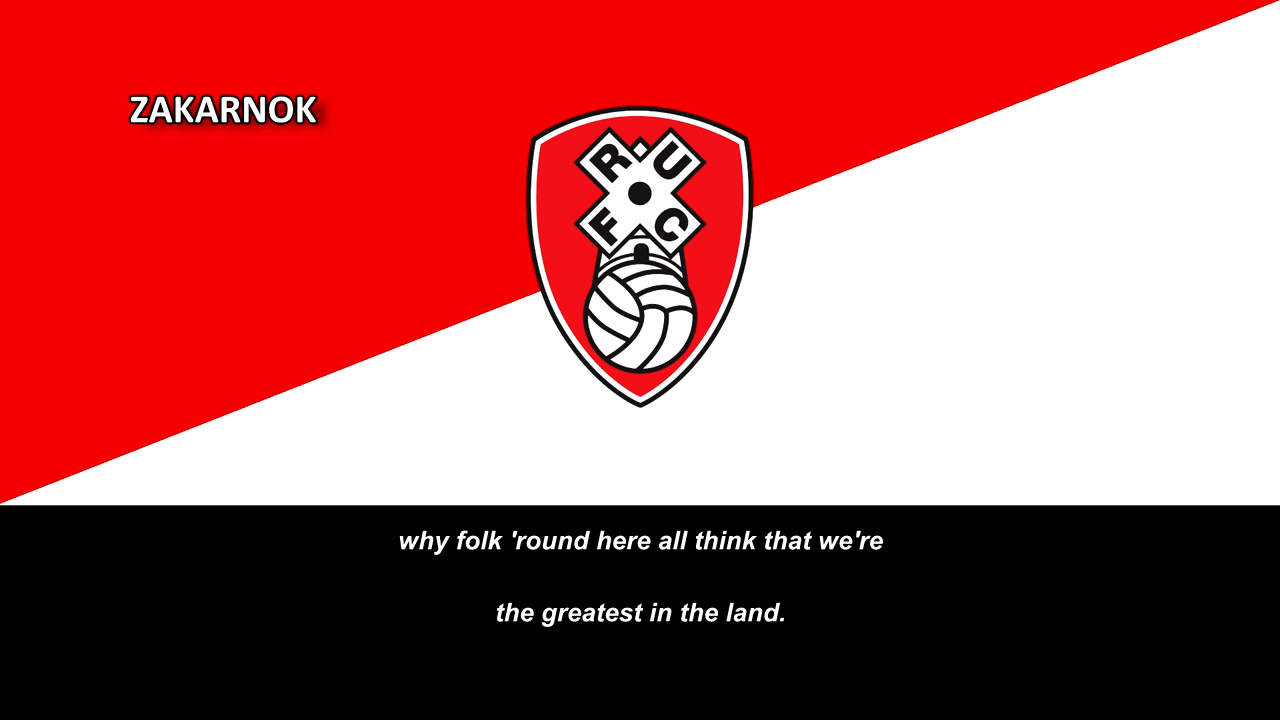 ZAKARNOK
R U
F C
why folk 'round here all think that we're
the greatest in the land.